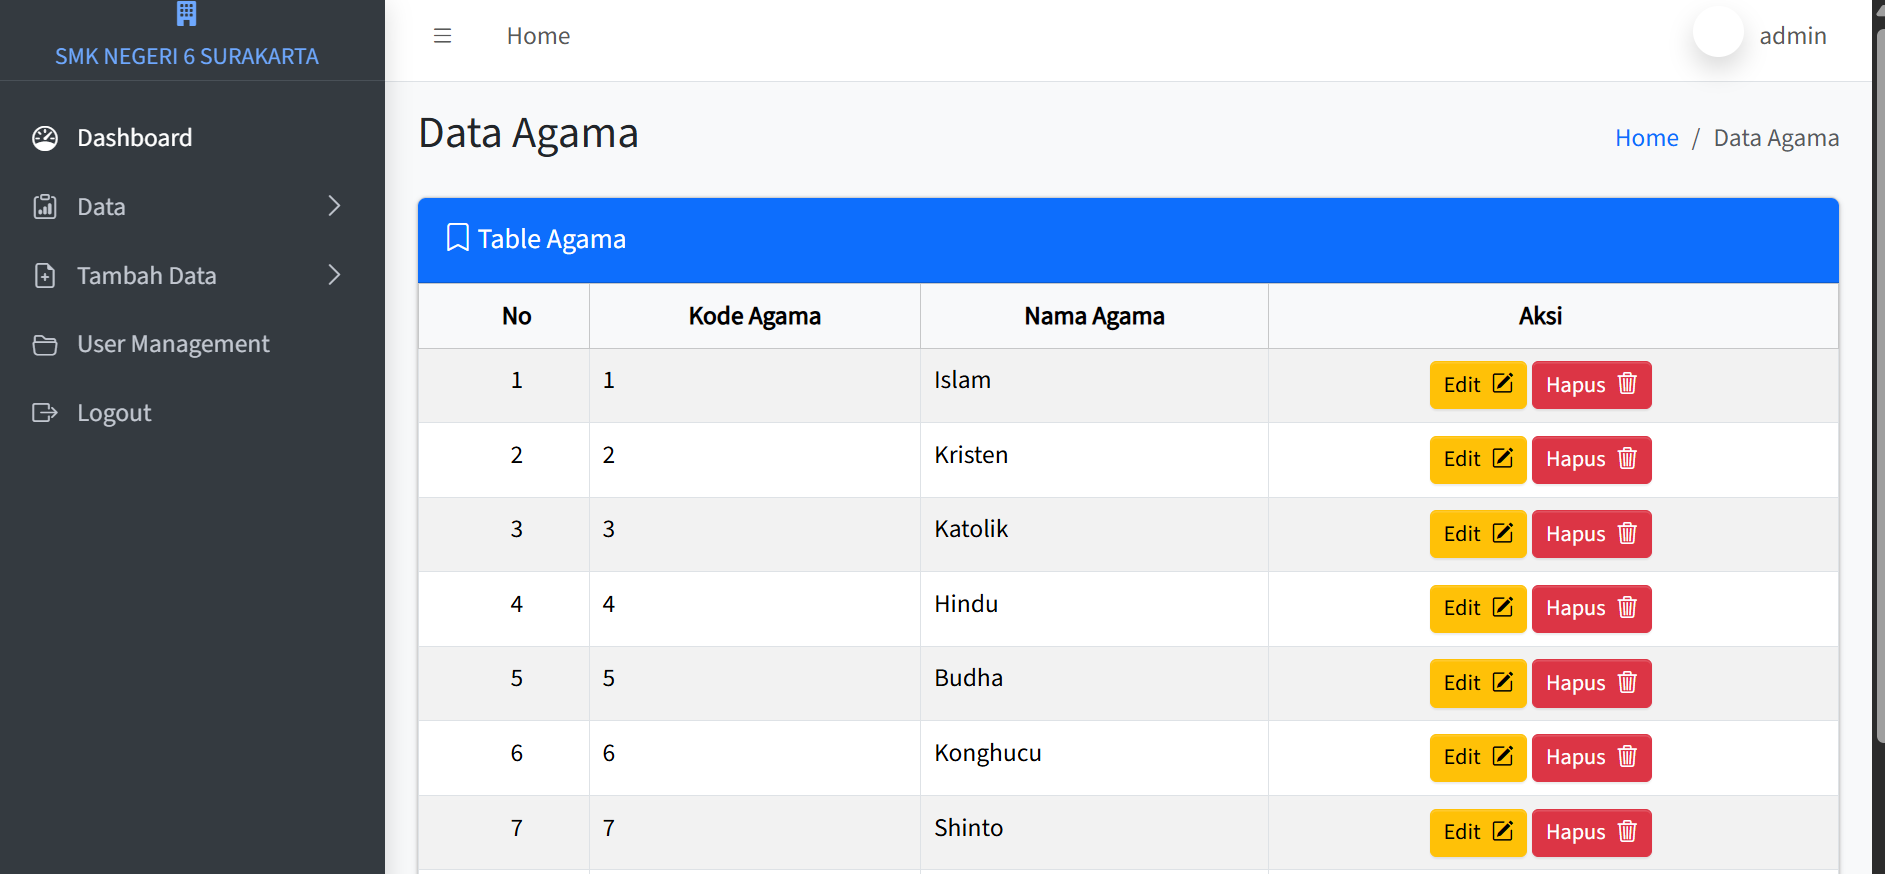 SMK NEGERI 6 SURAKARTA
Home
admin
Dashboard
Data
Tambah Data
User Management
Logout
Data Agama
Home / Data Agama
Table Agama
No Kode Agama Nama Agama Aksi
1 1 Islam Edit Hapus
2 2 Kristen Edit Hapus
3 3 Katolik Edit Hapus
4 4 Hindu Edit Hapus
5 5 Budha Edit Hapus
6 6 Konghucu Edit Hapus
7 7 Shinto Edit Hapus